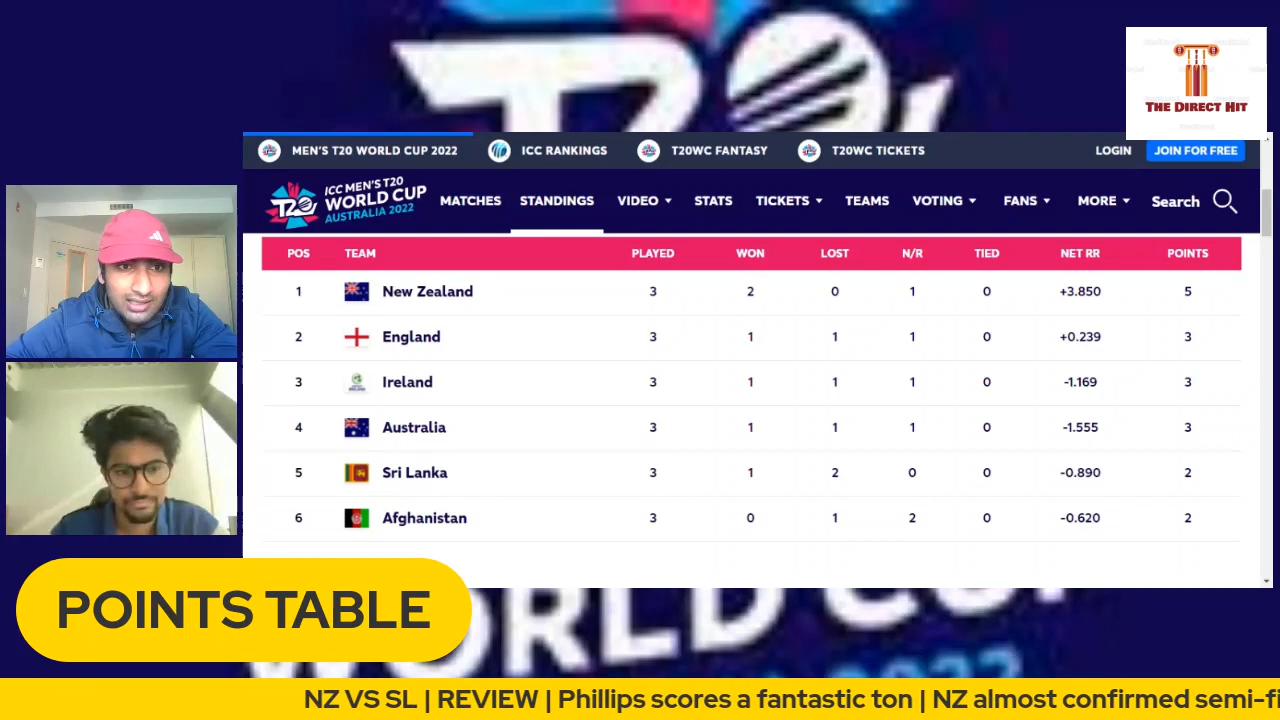 THE DIRECT HIT
MEN'S T20 WORLD CUP 2022 ICC RANKINGS T20WC FANTASY T20WC TICKETS LOGIN JOIN FOR FREE
T20 ICC MEN'S T20
WORLD CUP
AUSTRALIA 2022
MATCHES STANDINGS VIDEO STATS TICKETS TEAMS VOTING FANS MORE Search
POS TEAM PLAYED WON LOST N/R TIED NET RR POINTS
1 New Zealand 3 2 0 1 0 +3.850 5
2 England 3 1 1 1 0 +0.239 3
3 Ireland 3 1 1 1 0 -1.169 3
4 Australia 3 1 1 1 0 -1.555 3
5 Sri Lanka 3 1 2 0 0 -0.890 2
6 Afghanistan 3 0 1 2 0 -0.620 2
POINTS TABLE
WORLD CUP
2022
NZ VS SL | REVIEW | Phillips scores a fantastic ton | NZ almost confirmed semi-fi